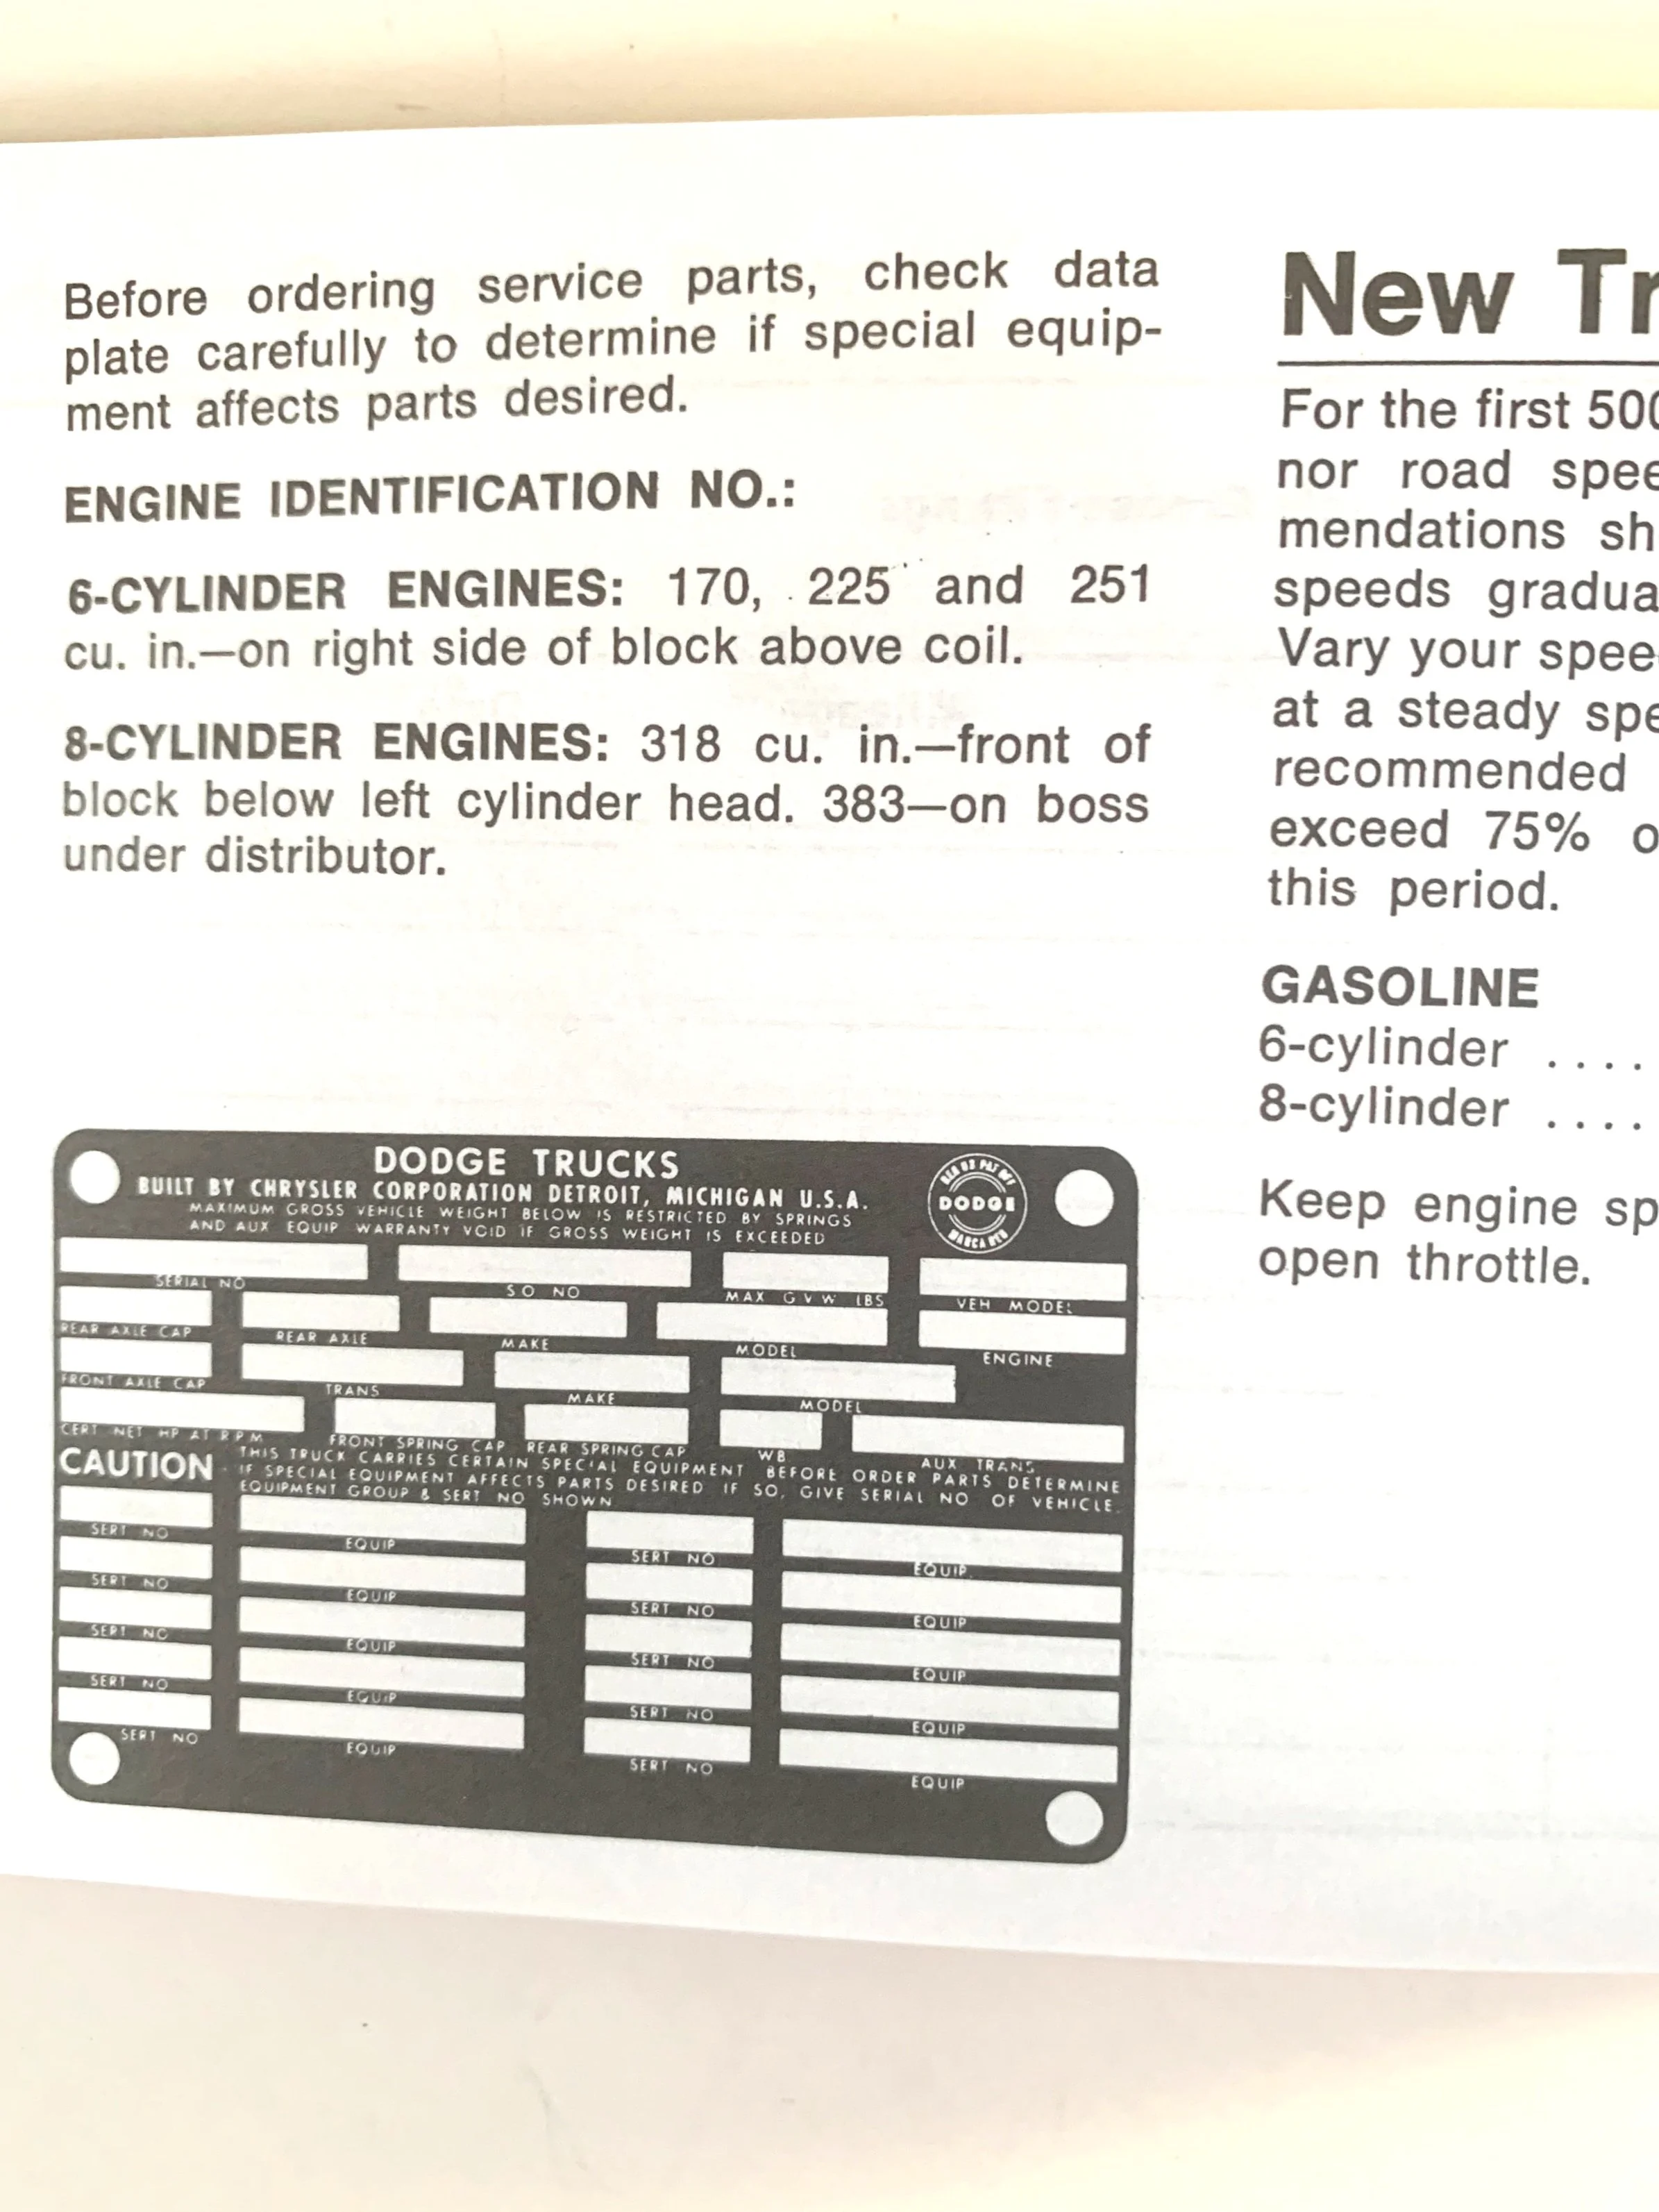 Before ordering service parts, check data
plate carefully to determine if special equip-
ment affects parts desired.
ENGINE IDENTIFICATION NO.:
6-CYLINDER ENGINES: 170, 225 and 251
cu. in.—on right side of block above coil.
8-CYLINDER ENGINES: 318 cu. in.—front of
block below left cylinder head. 383—on boss
under distributor.
DODGE TRUCKS
BUILT BY CHRYSLER CORPORATION DETROIT, MICHIGAN U.S.A.
MAXIMUM GROSS VEHICLE WEIGHT BELOW IS RESTRICTED BY SPRINGS
AND AUX EQUIP WARRANTY VOID IF GROSS WEIGHT IS EXCEEDED
REG US PAT OFF
DODGE
MARCA REG
SERIAL NO SO NO MAX G V W LBS VEH MODEL
REAR AXLE CAP REAR AXLE MAKE MODEL ENGINE
FRONT AXLE CAP TRANS MAKE MODEL
CERT NET HP AT RPM FRONT SPRING CAP REAR SPRING CAP WB AUX TRANS
CAUTION THIS TRUCK CARRIES CERTAIN SPECIAL EQUIPMENT BEFORE ORDER PARTS DETERMINE
IF SPECIAL EQUIPMENT AFFECTS PARTS DESIRED IF SO, GIVE SERIAL NO OF VEHICLE.
EQUIPMENT GROUP & SERT NO SHOWN
SERT NO EQUIP SERT NO EQUIP.
SERT NO EQUIP SERT NO EQUIP
SERT NO EQUIP SERT NO EQUIP
SERT NO EQUIP SERT NO EQUIP
SERT NO EQUIP SERT NO EQUIP
New Tr
For the first 500
nor road spee
mendations sh
speeds gradua
Vary your spee
at a steady spe
recommended
exceed 75% o
this period.
GASOLINE
6-cylinder ....
8-cylinder ....
Keep engine sp
open throttle.